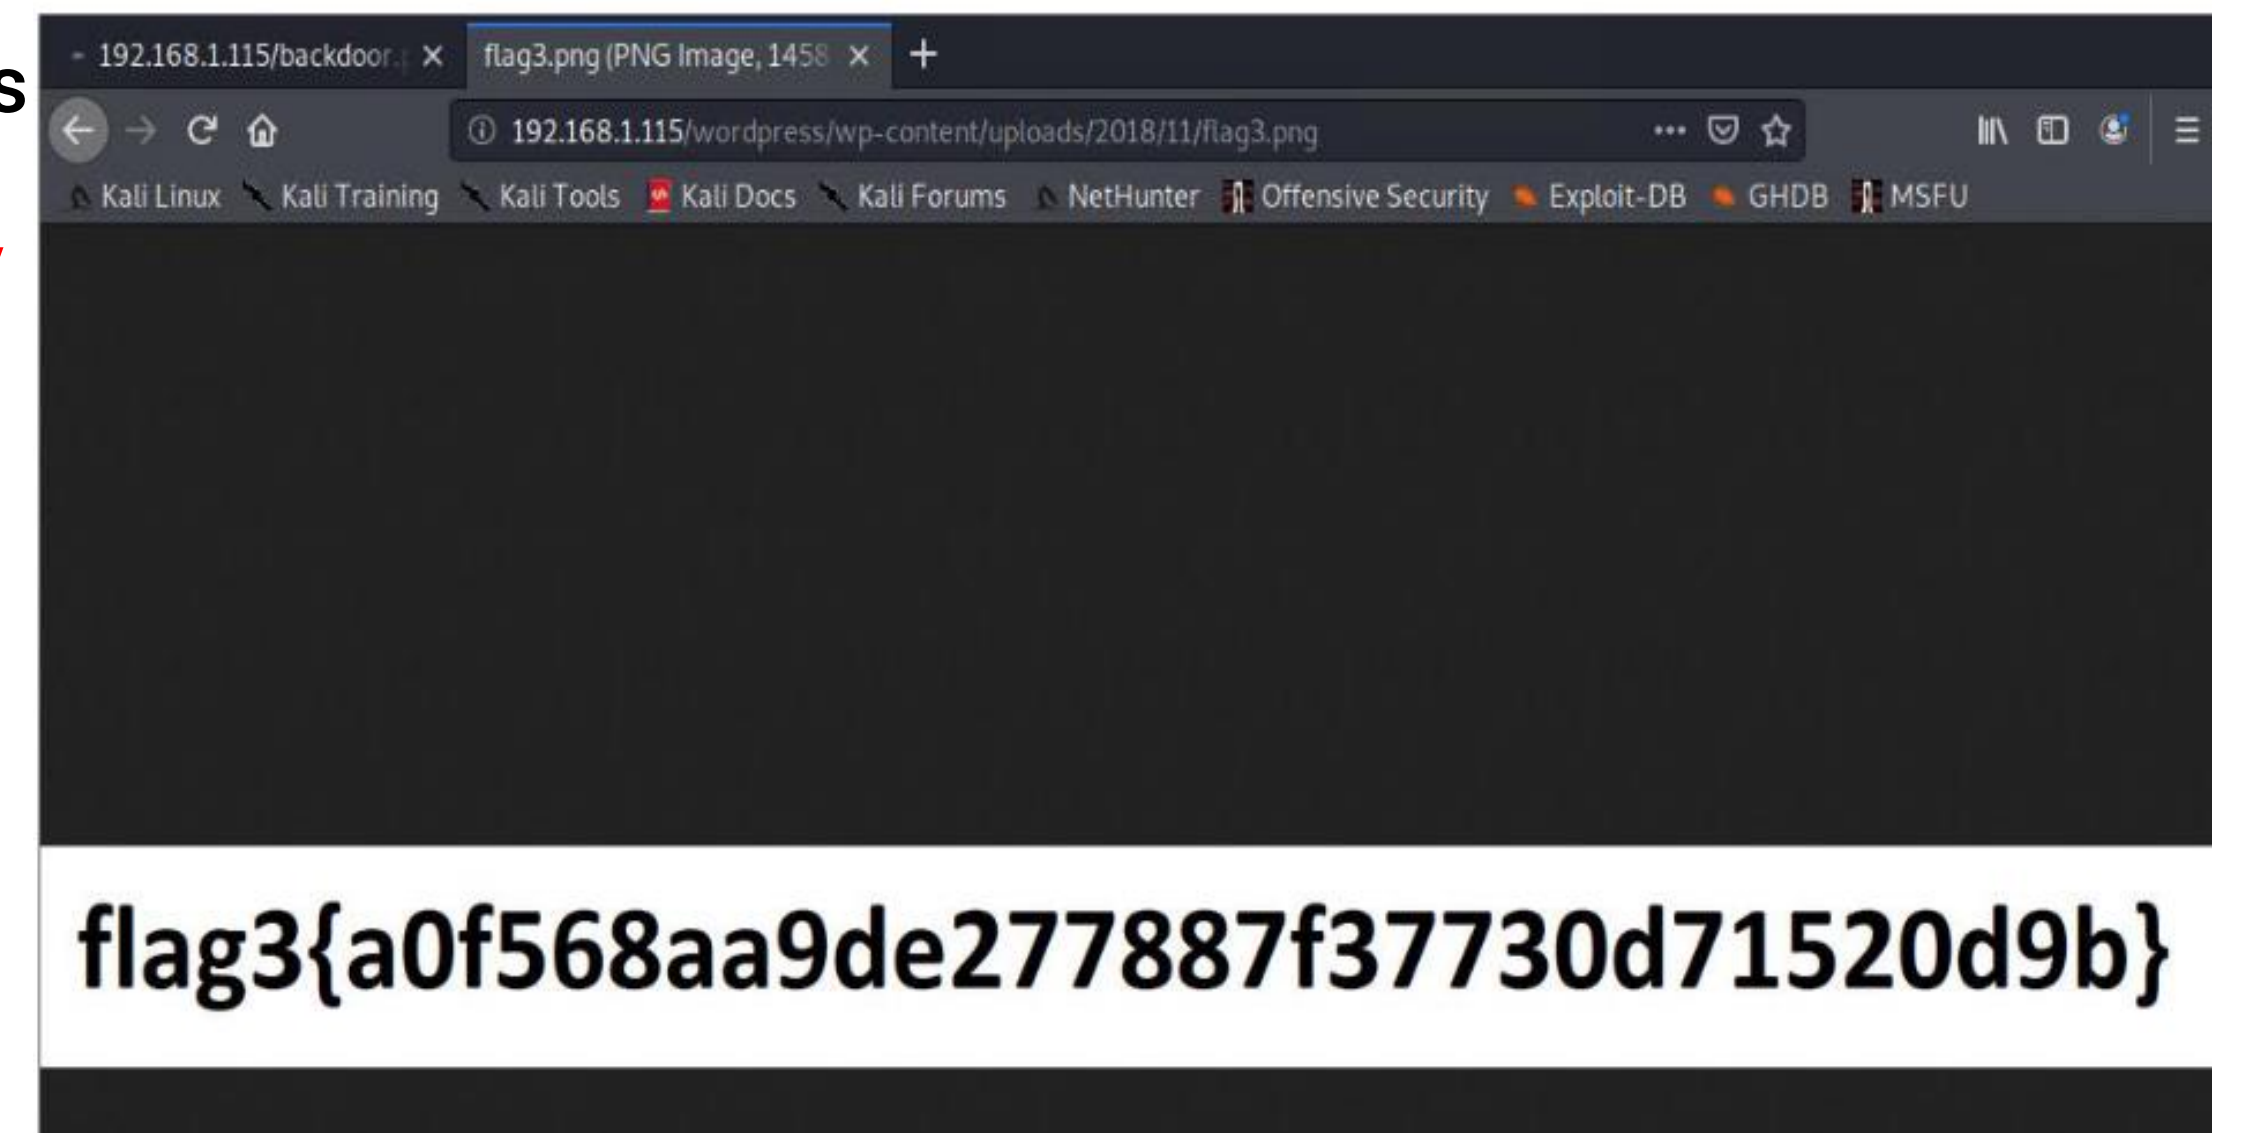 s
192.168.1.115/backdoor.p
flag3.png (PNG Image, 1458
192.168.1.115/wordpress/wp-content/uploads/2018/11/flag3.png
Kali Linux Kali Training Kali Tools Kali Docs Kali Forums NetHunter Offensive Security Exploit-DB GHDB MSFU
flag3{a0f568aa9de277887f37730d71520d9b}